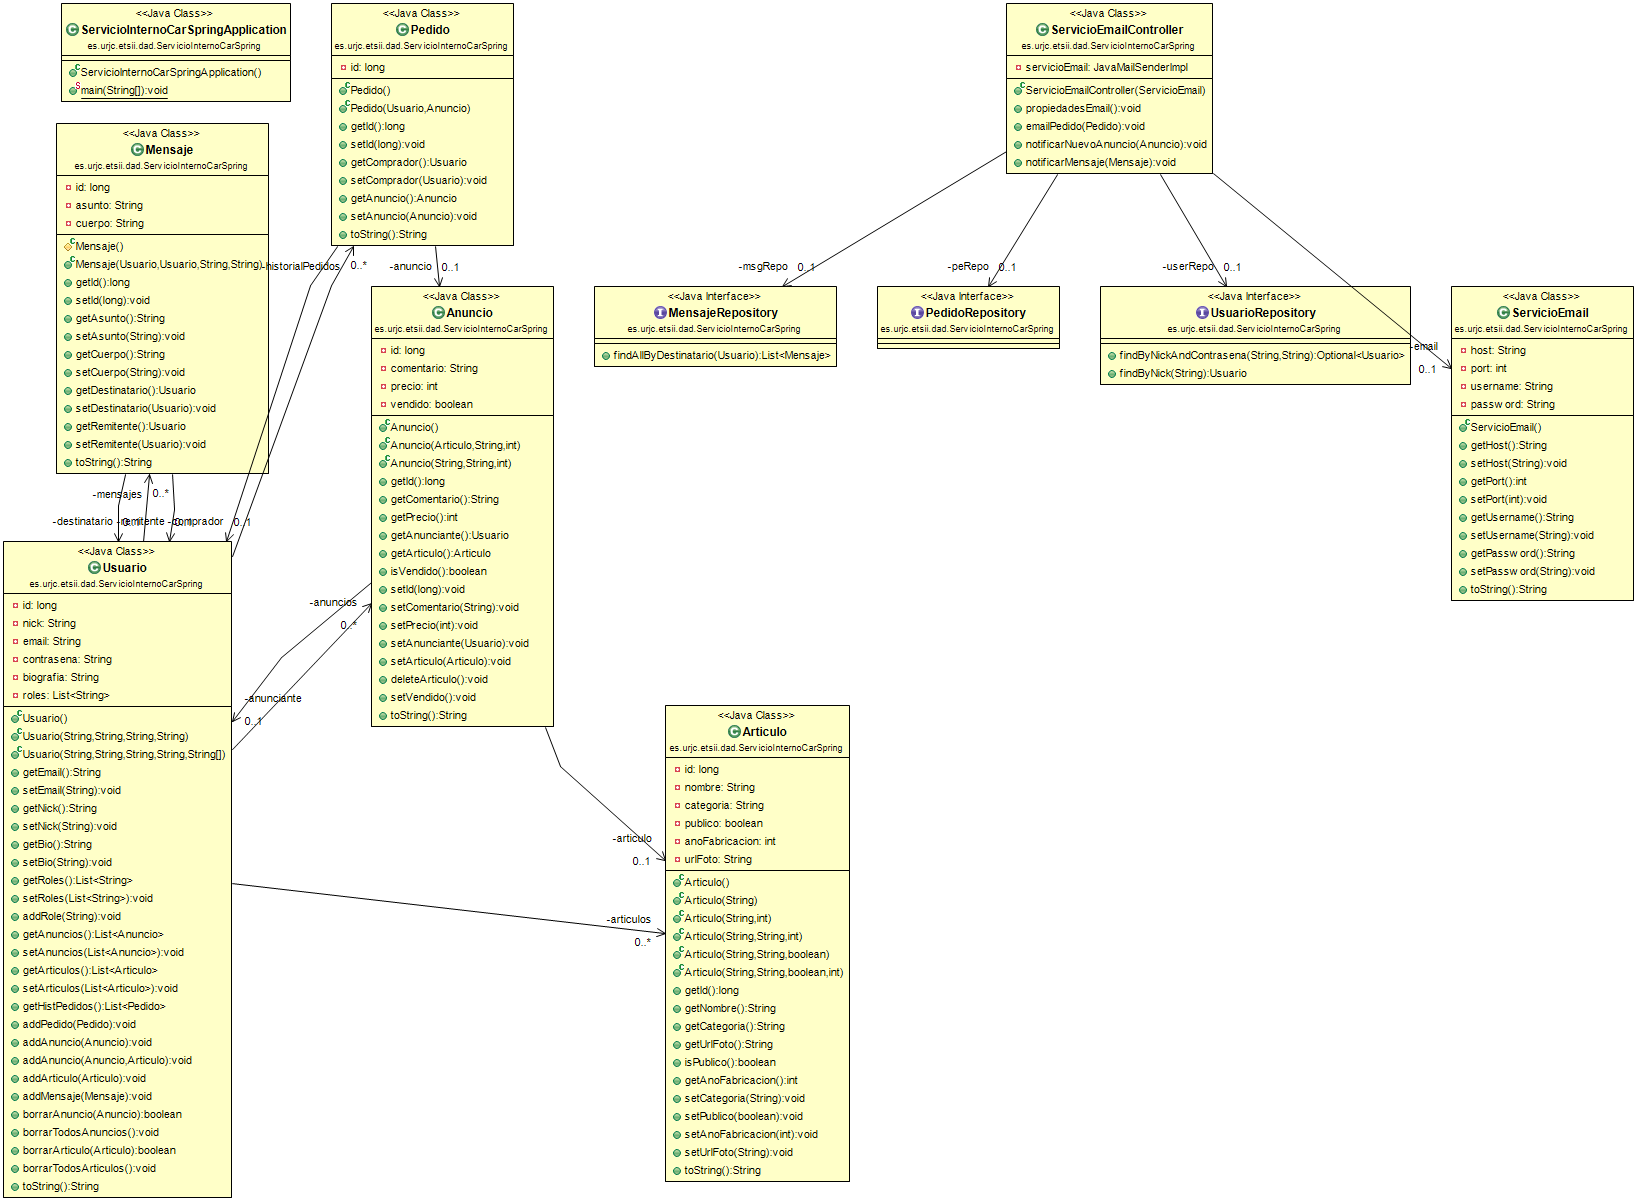 <<Java Class>>
ServicioInternoCarSpringApplication
es.urjc.etsii.dad.ServicioInternoCarSpring
ServicioInternoCarSpringApplication()
main(String[]):void
<<Java Class>>
Pedido
es.urjc.etsii.dad.ServicioInternoCarSpring
id: long
Pedido()
Pedido(Usuario,Anuncio)
getId():long
setId(long):void
getComprador():Usuario
setComprador(Usuario):void
getAnuncio():Anuncio
setAnuncio(Anuncio):void
toString():String
<<Java Class>>
ServicioEmailController
es.urjc.etsii.dad.ServicioInternoCarSpring
servicioEmail: JavaMailSenderImpl
ServicioEmailController(ServicioEmail)
propiedadesEmail():void
emailPedido(Pedido):void
notificarNuevoAnuncio(Anuncio):void
notificarMensaje(Mensaje):void
<<Java Class>>
Mensaje
es.urjc.etsii.dad.ServicioInternoCarSpring
id: long
asunto: String
cuerpo: String
Mensaje()
Mensaje(Usuario,Usuario,String,String)
getId():long
setId(long):void
getAsunto():String
setAsunto(String):void
getCuerpo():String
setCuerpo(String):void
getDestinatario():Usuario
setDestinatario(Usuario):void
getRemitente():Usuario
setRemitente(Usuario):void
toString():String
-historialPedidos 0..*
-anuncio 0..1
-msgRepo 0..1
-peRepo 0..1
-userRepo 0..1
-email
0..1
<<Java Class>>
Anuncio
es.urjc.etsii.dad.ServicioInternoCarSpring
id: long
comentario: String
precio: int
vendido: boolean
Anuncio()
Anuncio(Articulo,String,int)
Anuncio(String,String,int)
getId():long
getComentario():String
getPrecio():int
getAnunciante():Usuario
getArticulo():Articulo
isVendido():boolean
setId(long):void
setComentario(String):void
setPrecio(int):void
setAnunciante(Usuario):void
setArticulo(Articulo):void
deleteArticulo():void
setVendido():void
toString():String
<<Java Interface>>
MensajeRepository
es.urjc.etsii.dad.ServicioInternoCarSpring
findAllByDestinatario(Usuario):List<Mensaje>
<<Java Interface>>
PedidoRepository
es.urjc.etsii.dad.ServicioInternoCarSpring
<<Java Interface>>
UsuarioRepository
es.urjc.etsii.dad.ServicioInternoCarSpring
findByNickAndContrasena(String,String):Optional<Usuario>
findByNick(String):Usuario
<<Java Class>>
ServicioEmail
es.urjc.etsii.dad.ServicioInternoCarSpring
host: String
port: int
username: String
password: String
ServicioEmail()
getHost():String
setHost(String):void
getPort():int
setPort(int):void
getUsername():String
setUsername(String):void
getPassword():String
setPassword(String):void
toString():String
-mensajes 0..*
-destinatario -remitente -comprador 0..1
<<Java Class>>
Usuario
es.urjc.etsii.dad.ServicioInternoCarSpring
id: long
nick: String
email: String
contrasena: String
biografia: String
roles: List<String>
Usuario()
Usuario(String,String,String,String)
Usuario(String,String,String,String,String[])
getEmail():String
setEmail(String):void
getNick():String
setNick(String):void
getBio():String
setBio(String):void
getRoles():List<String>
setRoles(List<String>):void
addRole(String):void
getAnuncios():List<Anuncio>
setAnuncios(List<Anuncio>):void
getArticulos():List<Articulo>
setArticulos(List<Articulo>):void
getHistPedidos():List<Pedido>
addPedido(Pedido):void
addAnuncio(Anuncio):void
addAnuncio(Anuncio,Articulo):void
addArticulo(Articulo):void
addMensaje(Mensaje):void
borrarAnuncio(Anuncio):boolean
borrarTodosAnuncios():void
borrarArticulo(Articulo):boolean
borrarTodosArticulos():void
toString():String
-anuncios
0..*
-anunciante
0..1
-articulo
0..1
-articulos
0..*
<<Java Class>>
Articulo
es.urjc.etsii.dad.ServicioInternoCarSpring
id: long
nombre: String
categoria: String
publico: boolean
anoFabricacion: int
urlFoto: String
Articulo()
Articulo(String)
Articulo(String,int)
Articulo(String,String,int)
Articulo(String,String,boolean)
Articulo(String,String,boolean,int)
getId():long
getNombre():String
getCategoria():String
getUrlFoto():String
isPublico():boolean
getAnoFabricacion():int
setCategoria(String):void
setPublico(boolean):void
setAnoFabricacion(int):void
setUrlFoto(String):void
toString():String